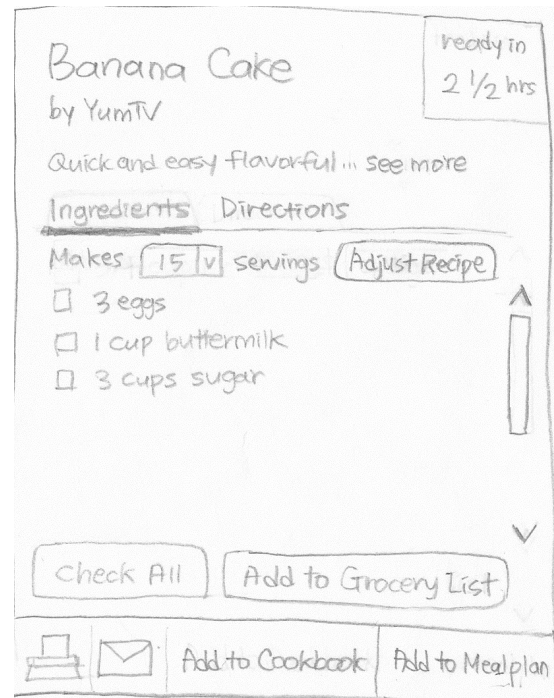 ready in
2 1/2 hrs
Banana Cake
by YumTV
Quick and easy flavorful... see more
Ingredients Directions
Makes 15 v servings Adjust Recipe
3 eggs
1 cup buttermilk
3 cups sugar
Check All Add to Grocery List
Add to Cookbook Add to Mealplan